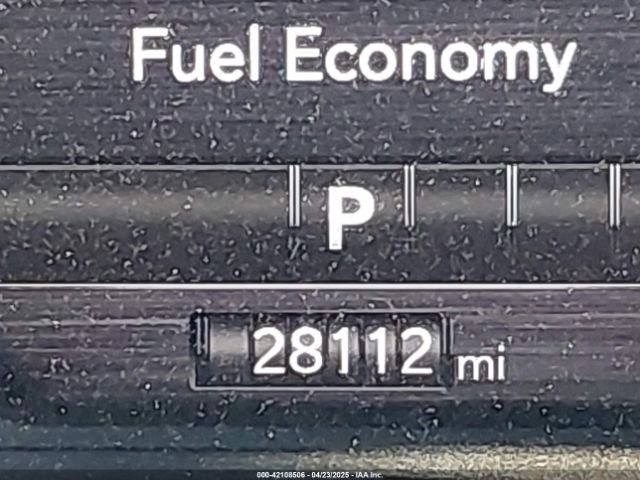 Fuel Economy
P
28112 mi
000-42108506 - 04/23/2025 - IAA Inc.